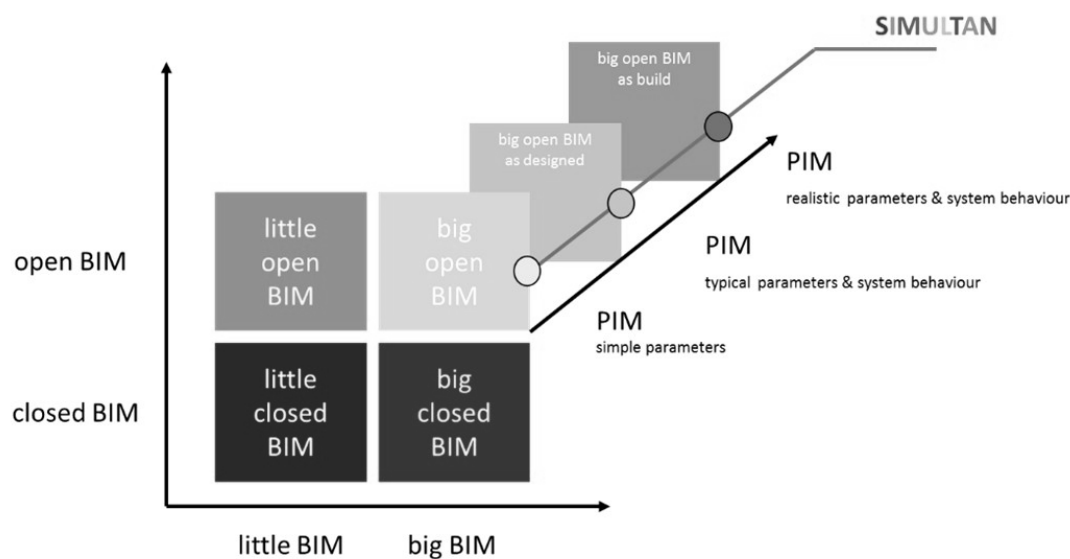 SIMULTAN
big open BIM
as build
big open BIM
as designed
PIM
realistic parameters & system behaviour
open BIM
little
open
BIM
big
open
BIM
PIM
typical parameters & system behaviour
PIM
simple parameters
closed BIM
little
closed
BIM
big
closed
BIM
little BIM
big BIM